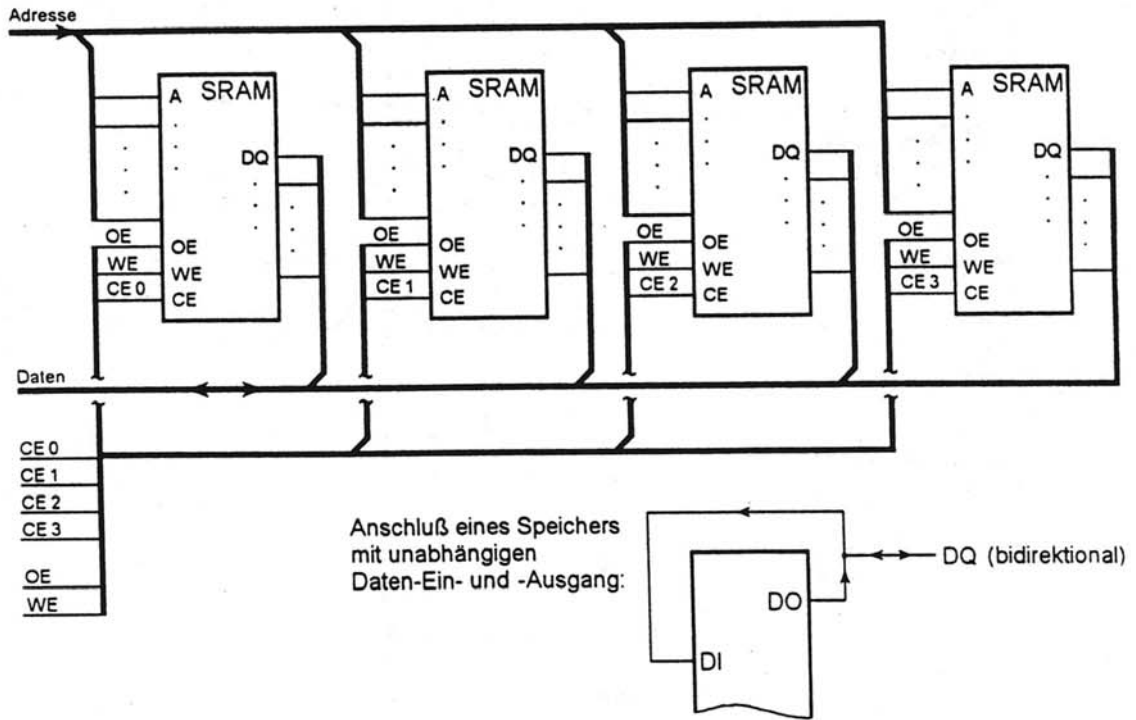 Adresse
A SRAM
DQ
OE
OE
WE
WE
CE 0
CE
A SRAM
DQ
OE
OE
WE
WE
CE 1
CE
A SRAM
DQ
OE
OE
WE
WE
CE 2
CE
A SRAM
DQ
OE
OE
WE
WE
CE 3
CE
Daten
CE 0
CE 1
CE 2
CE 3
OE
WE
Anschluß eines Speichers
mit unabhängigen
Daten-Ein- und -Ausgang:
DO
DI
DQ (bidirektional)